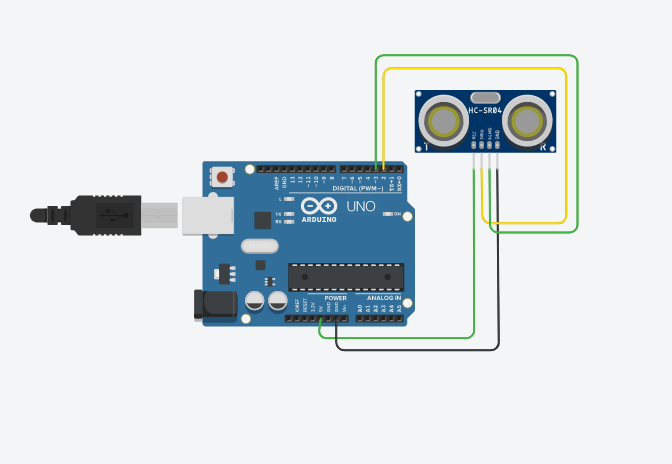 HC-SR04
VCC
TRIG
ECHO
GND
T
R
AREF
GND
13
12
~11
~10
~9
8
7
~6
~5
4
~3
2
TX→1
RX←0
DIGITAL (PWM~)
L
TX
RX
UNO
ARDUINO
ON
POWER
ANALOG IN
IOREF
RESET
3.3V
5V
GND
GND
Vin
A0
A1
A2
A3
A4
A5